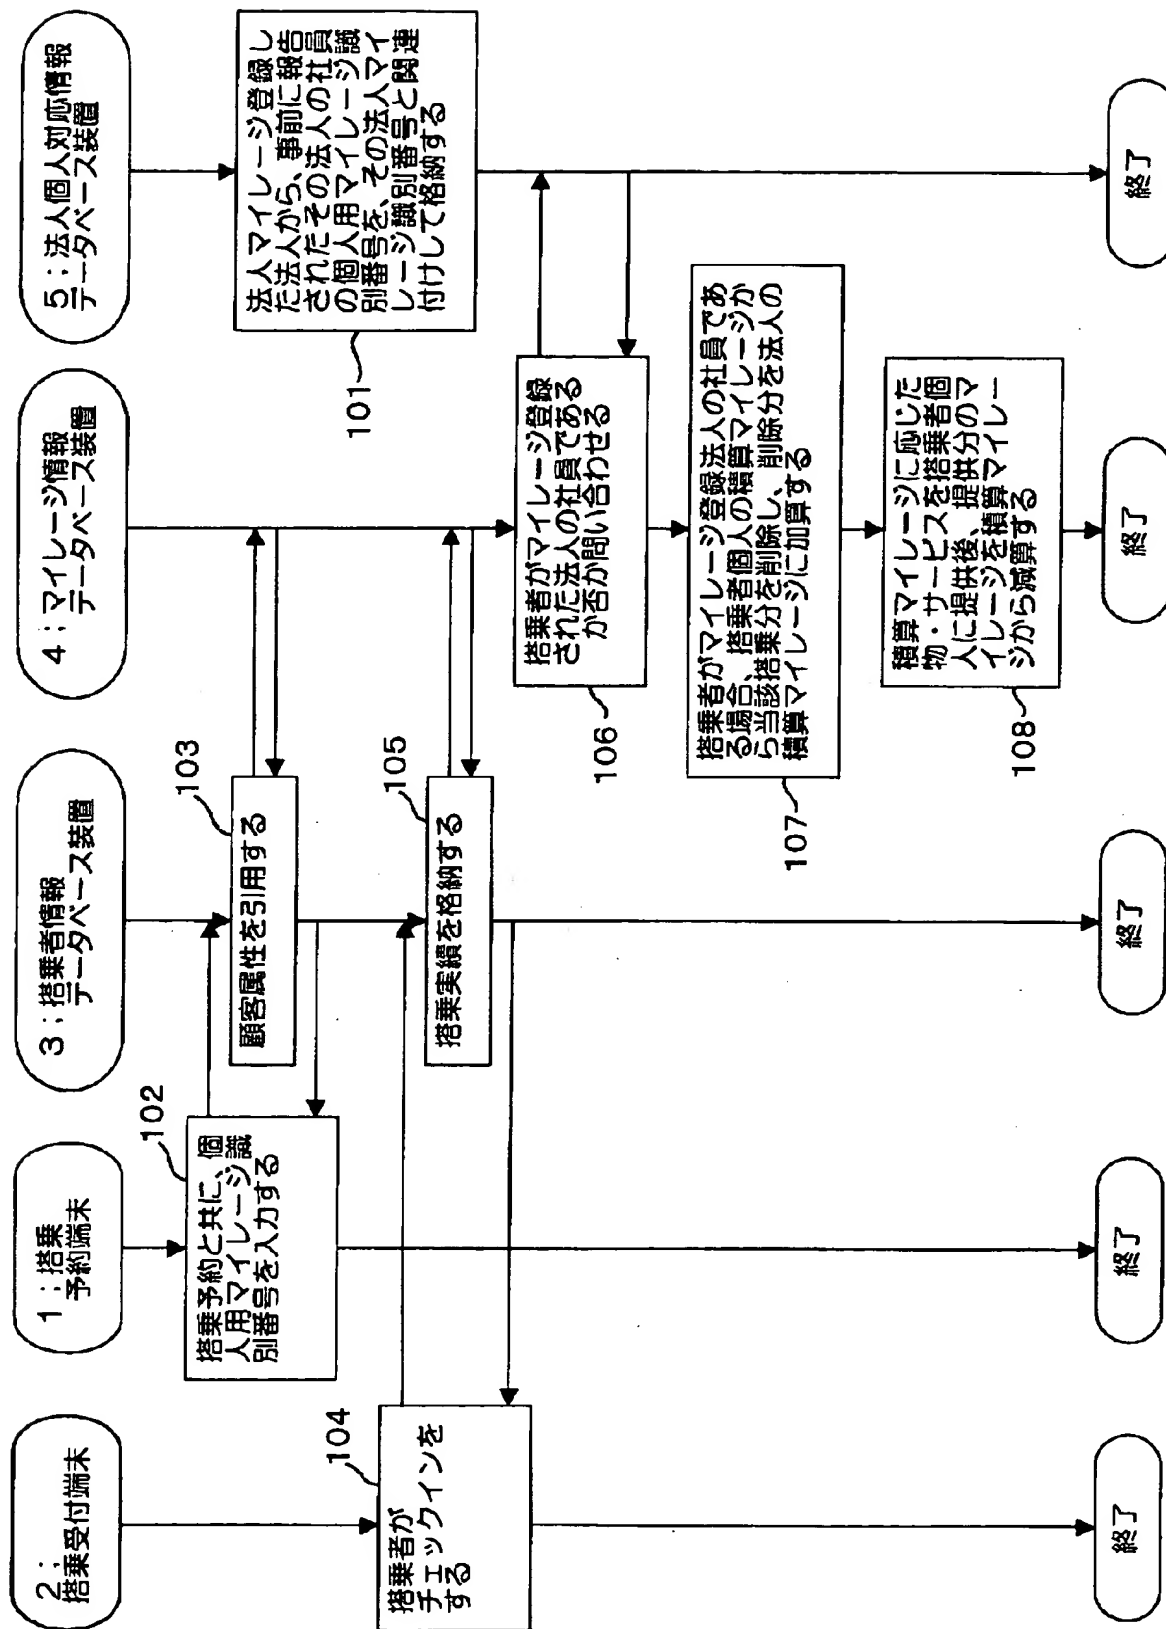 2；
搭乗受付端末
1；搭乗
予約端末
3；搭乗者情報
データベース装置
4；マイレージ情報
データベース装置
5；法人個人対応情報
データベース装置
法人マイレージ登録し
た法人から、事前に報告
されたその法人の社員
の個人用マイレージ識
別番号を、その法人マイ
レージ識別番号と関連
付けして格納する
101
102
搭乗予約と共に、個
人用マイレージ識
別番号を入力する
103
顧客属性を引用する
104
搭乗者が
チェックインを
する
105
搭乗実績を格納する
搭乗者がマイレージ登録
された法人の社員である
か否か問い合わせる
106
搭乗者がマイレージ登録法人の社員であ
る場合、搭乗者個人の積算マイレージか
ら当該搭乗分を削除し、削除分を法人の
積算マイレージに加算する
107
積算マイレージに応じた
物・サービスを搭乗者個
人に提供後、提供分のマ
イレージを積算マイレー
ジから減算する
108
終了
終了
終了
終了
終了